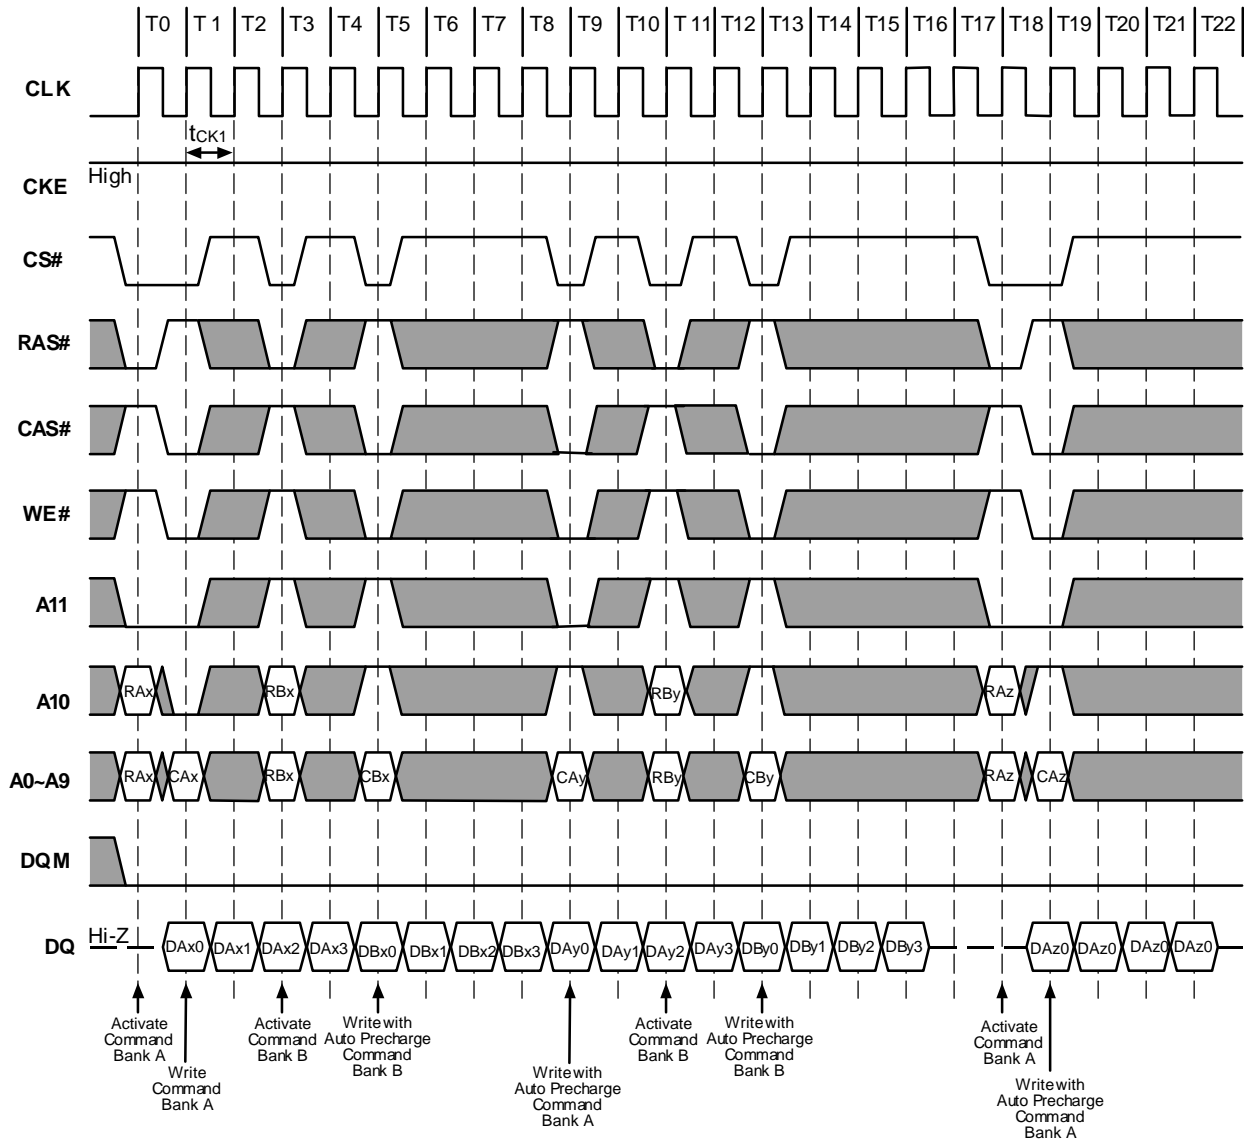 T0 T1 T2 T3 T4 T5 T6 T7 T8 T9 T10 T11 T12 T13 T14 T15 T16 T17 T18 T19 T20 T21 T22
CLK
tCK1
High
CKE
CS#
RAS#
CAS#
WE#
A11
A10 RAx RBx RBy RAz
A0~A9 RAx CAx RBx CBx CAy RBy CBy RAz CAz
DQM
Hi-Z
DQ DAx0 DAx1 DAx2 DAx3 DBx0 DBx1 DBx2 DBx3 DAy0 DAy1 DAy2 DAy3 DBy0 DBy1 DBy2 DBy3 DAz0 DAz0 DAz0 DAz0
Activate
Command
Bank A
Write
Command
Bank A
Activate
Command
Bank B
Write with
Auto Precharge
Command
Bank B
Write with
Auto Precharge
Command
Bank A
Activate
Command
Bank B
Write with
Auto Precharge
Command
Bank B
Activate
Command
Bank A
Write with
Auto Precharge
Command
Bank A